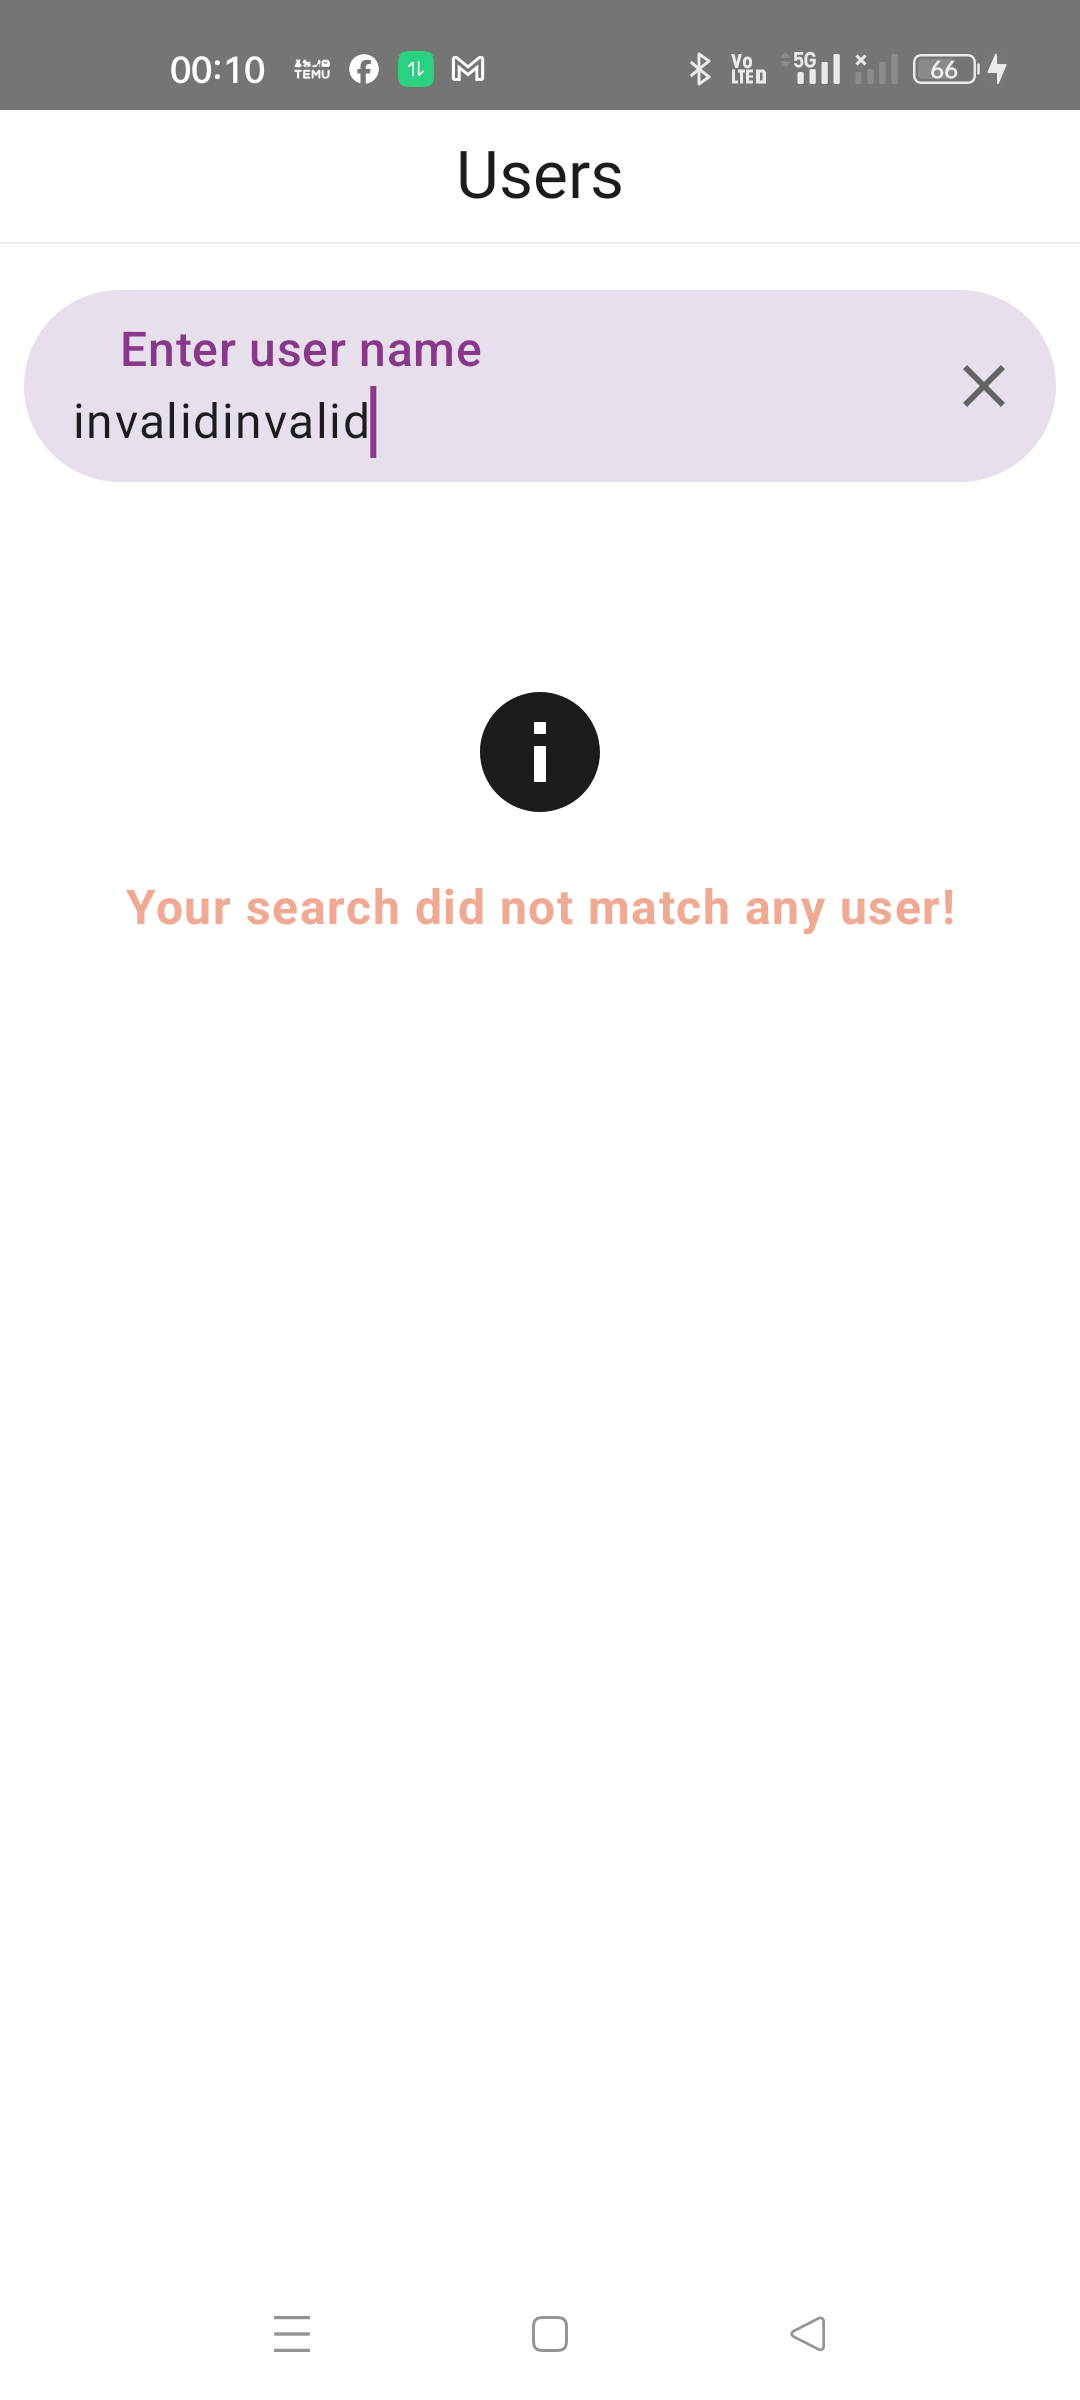 00:10 TEMU Vo LTE 5G 66
Users
Enter user name
invalidinvalid
Your search did not match any user!